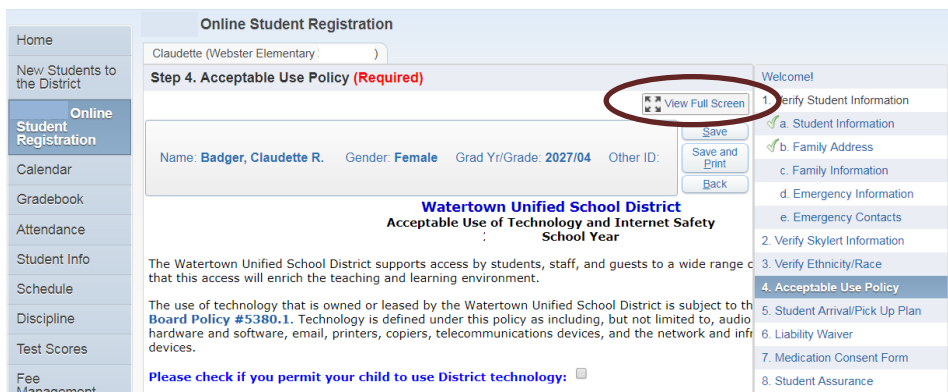 Online Student Registration
Home
New Students to
the District
Online
Student
Registration
Calendar
Gradebook
Attendance
Student Info
Schedule
Discipline
Test Scores
Fee
Management
Claudette (Webster Elementary )
Step 4. Acceptable Use Policy (Required)
View Full Screen
Name: Badger, Claudette R. Gender: Female Grad Yr/Grade: 2027/04 Other ID:
Save
Save and
Print
Back
Watertown Unified School District
Acceptable Use of Technology and Internet Safety
School Year
The Watertown Unified School District supports access by students, staff, and guests to a wide range
that this access will enrich the teaching and learning environment.
The use of technology that is owned or leased by the Watertown Unified School District is subject to th
Board Policy #5380.1. Technology is defined under this policy as including, but not limited to, audio
hardware and software, email, printers, copiers, telecommunications devices, and the network and infr
devices.
Please check if you permit your child to use District technology:
Welcome!
1. Verify Student Information
a. Student Information
b. Family Address
c. Family Information
d. Emergency Information
e. Emergency Contacts
2. Verify Skylert Information
3. Verify Ethnicity/Race
4. Acceptable Use Policy
5. Student Arrival/Pick Up Plan
6. Liability Waiver
7. Medication Consent Form
8. Student Assurance